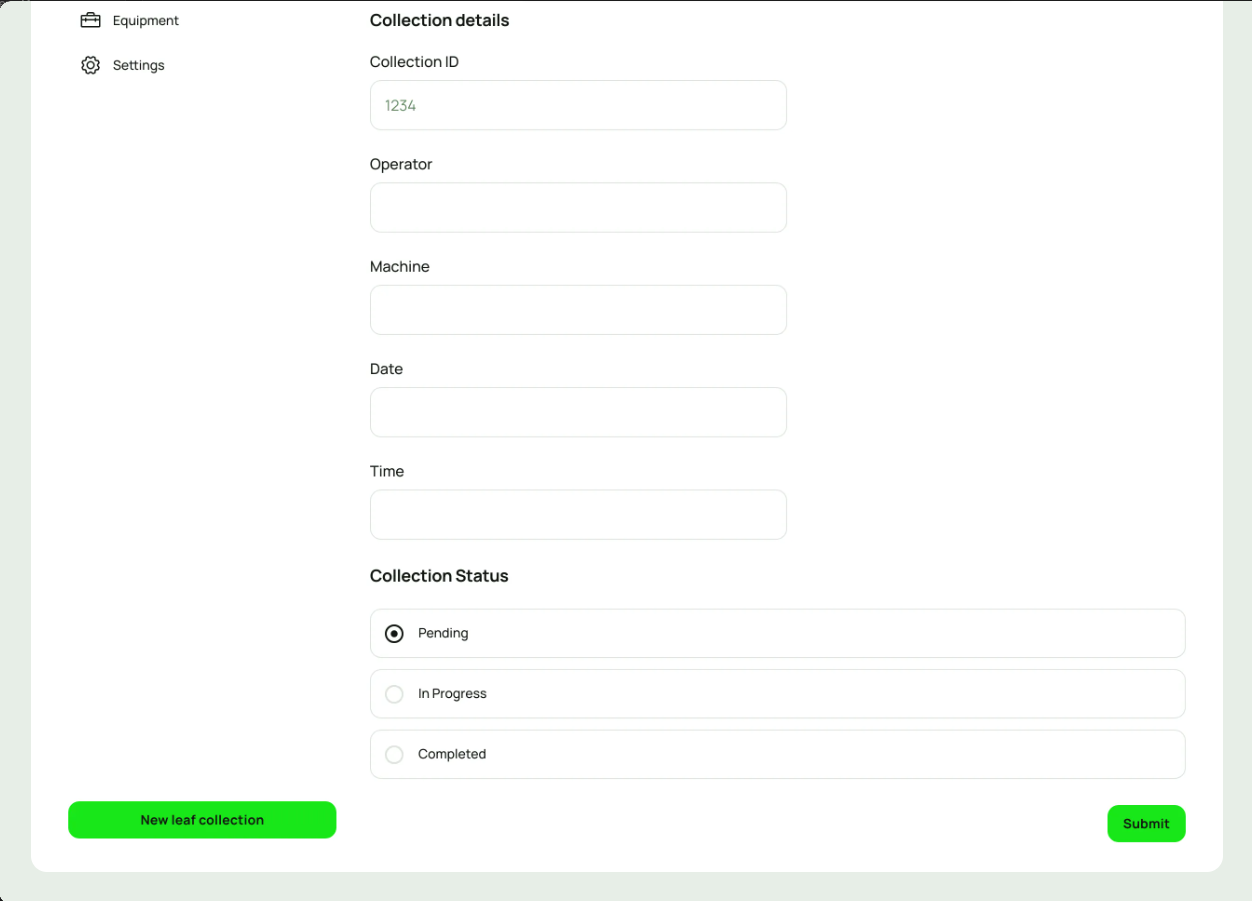 Equipment
Settings
New leaf collection
Collection details
Collection ID
1234
Operator
Machine
Date
Time
Collection Status
Pending
In Progress
Completed
Submit